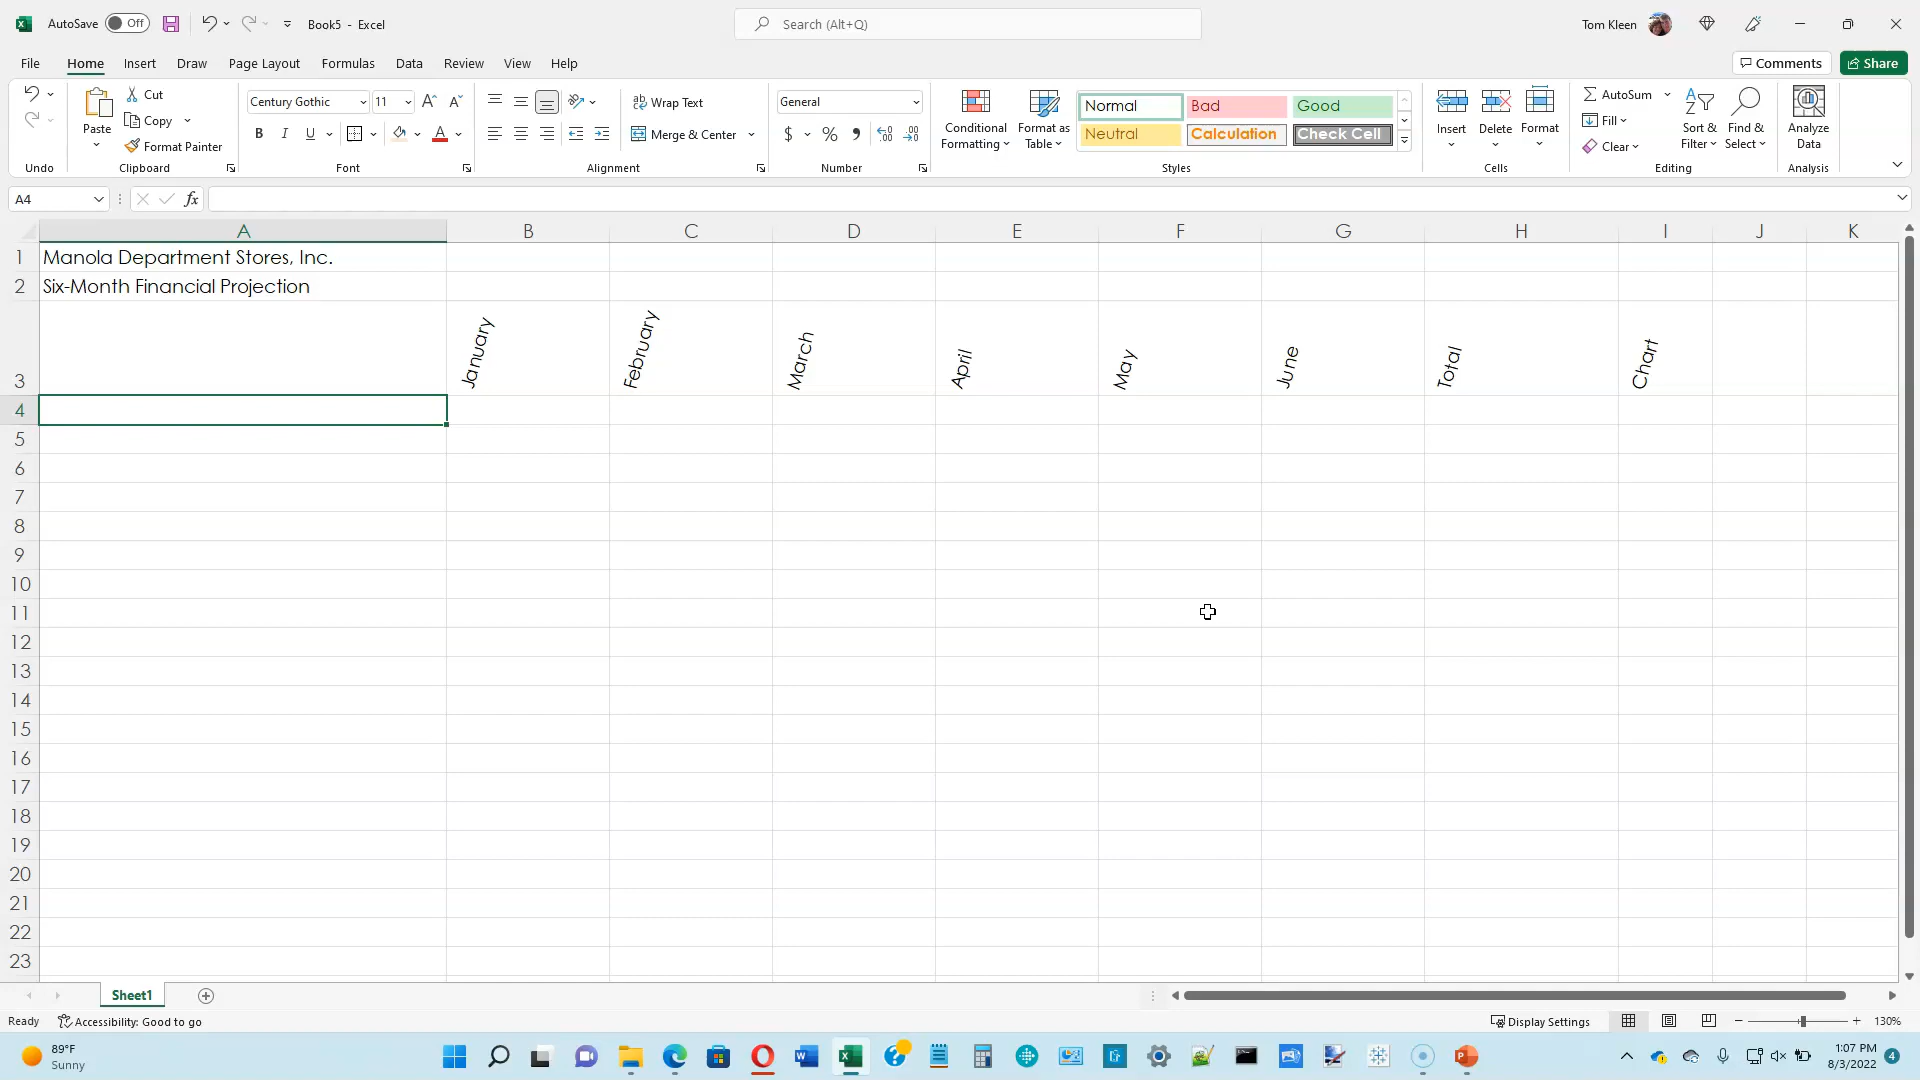 AutoSave Off Book5 - Excel Search (Alt+Q) Tom Kleen
File Home Insert Draw Page Layout Formulas Data Review View Help Comments Share
Cut Century Gothic 11 Wrap Text General Normal Bad Good AutoSum
Copy Fill
Paste Conditional Format as Insert Delete Format Sort & Find & Analyze
B I U Merge & Center $ % Neutral Calculation Check Cell
Format Painter Formatting Table Clear Filter Select Data
Undo Clipboard Font Alignment Number Styles Cells Editing Analysis
A4 fx
A B C D E F G H I J K
1 Manola Department Stores, Inc.
2 Six-Month Financial Projection
3 January February March April May June Total Chart
4
5
6
7
8
9
10
11
12
13
14
15
16
17
18
19
20
21
22
23
Sheet1
Ready Accessibility: Good to go Display Settings 130%
89°F 1:07 PM
Sunny 8/3/2022 4